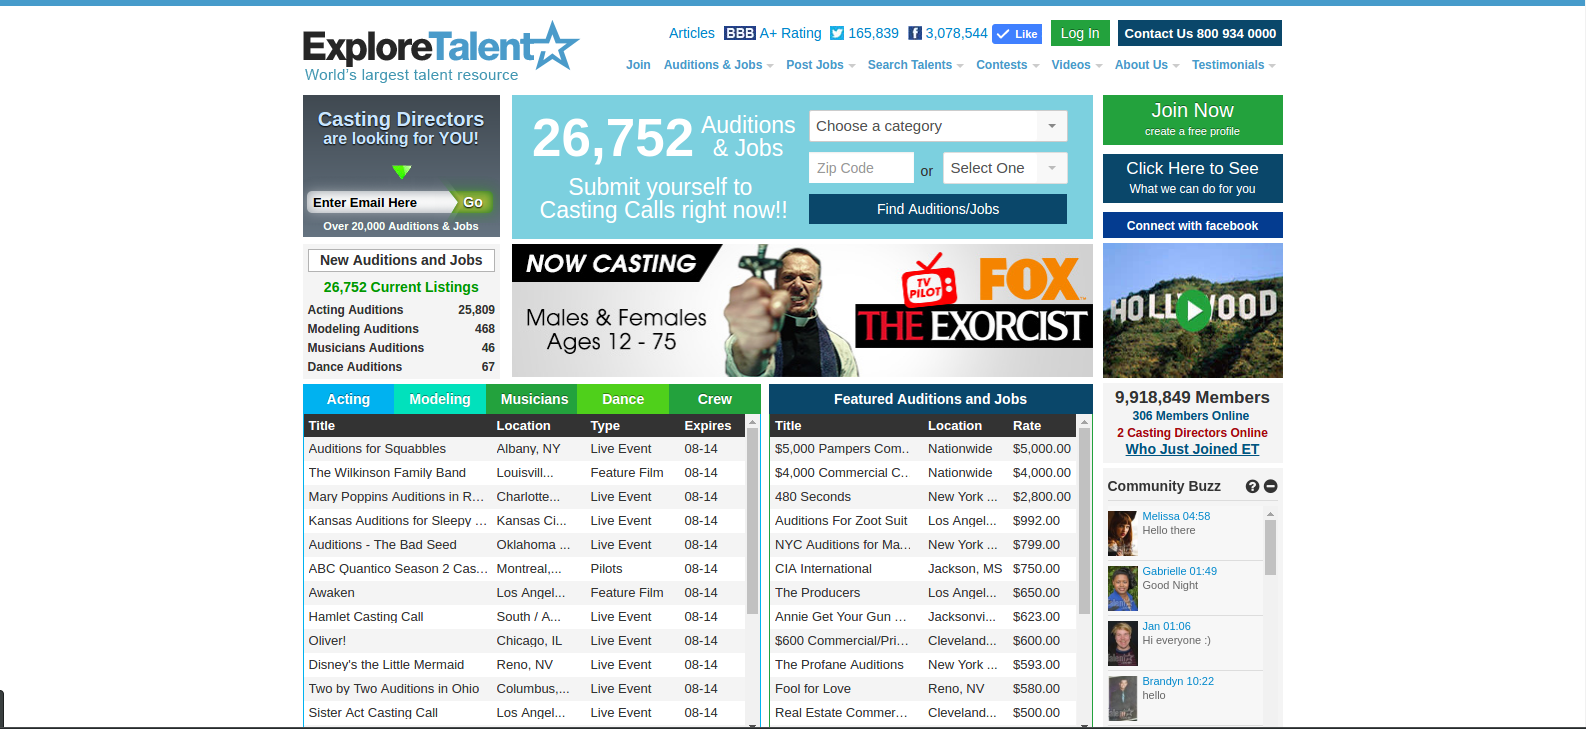 Articles BBB A+ Rating 165,839 3,078,544 Like Log In Contact Us 800 934 0000
ExploreTalent
World's largest talent resource
Join Auditions & Jobs Post Jobs Search Talents Contests Videos About Us Testimonials
Casting Directors
are looking for YOU!
Enter Email Here Go
Over 20,000 Auditions & Jobs
26,752 Auditions
& Jobs
Submit yourself to
Casting Calls right now!!
Choose a category
Zip Code or Select One
Find Auditions/Jobs
Join Now
create a free profile
Click Here to See
What we can do for you
Connect with facebook
New Auditions and Jobs
26,752 Current Listings
Acting Auditions 25,809
Modeling Auditions 468
Musicians Auditions 46
Dance Auditions 67
NOW CASTING
Males & Females
Ages 12 - 75
TV
PILOT
FOX
THE EXORCIST
HOLLYWOOD
Acting Modeling Musicians Dance Crew
Title Location Type Expires
Auditions for Squabbles Albany, NY Live Event 08-14
The Wilkinson Family Band Louisvill... Feature Film 08-14
Mary Poppins Auditions in R... Charlotte... Live Event 08-14
Kansas Auditions for Sleepy ... Kansas Ci... Live Event 08-14
Auditions - The Bad Seed Oklahoma ... Live Event 08-14
ABC Quantico Season 2 Cas... Montreal,... Pilots 08-14
Awaken Los Angel... Feature Film 08-14
Hamlet Casting Call South / A... Live Event 08-14
Oliver! Chicago, IL Live Event 08-14
Disney's the Little Mermaid Reno, NV Live Event 08-14
Two by Two Auditions in Ohio Columbus,... Live Event 08-14
Sister Act Casting Call Los Angel... Live Event 08-14
Featured Auditions and Jobs
Title Location Rate
$5,000 Pampers Com.. Nationwide $5,000.00
$4,000 Commercial C.. Nationwide $4,000.00
480 Seconds New York ... $2,800.00
Auditions For Zoot Suit Los Angel... $992.00
NYC Auditions for Ma... New York ... $799.00
CIA International Jackson, MS $750.00
The Producers Los Angel... $650.00
Annie Get Your Gun ... Jacksonvi... $623.00
$600 Commercial/Pri... Cleveland... $600.00
The Profane Auditions New York ... $593.00
Fool for Love Reno, NV $580.00
Real Estate Commer... Cleveland... $500.00
9,918,849 Members
306 Members Online
2 Casting Directors Online
Who Just Joined ET
Community Buzz
Melissa 04:58
Hello there
Gabrielle 01:49
Good Night
Jan 01:06
Hi everyone :)
Brandyn 10:22
hello